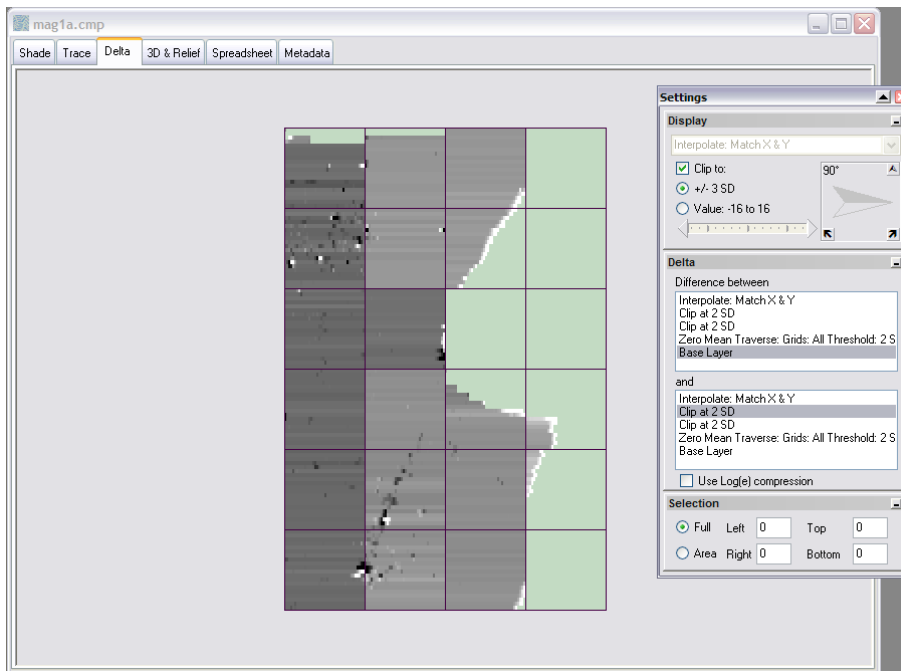 mag1a.cmp
Shade Trace Delta 3D & Relief Spreadsheet Metadata
Settings
Display
Interpolate: Match X & Y
Clip to:
90°
+/- 3 SD
Value: -16 to 16
Delta
Difference between
Interpolate: Match X & Y
Clip at 2 SD
Clip at 2 SD
Zero Mean Traverse: Grids: All Threshold: 2 S
Base Layer
and
Interpolate: Match X & Y
Clip at 2 SD
Clip at 2 SD
Zero Mean Traverse: Grids: All Threshold: 2 S
Base Layer
Use Log(e) compression
Selection
Full Left 0 Top 0
Area Right 0 Bottom 0